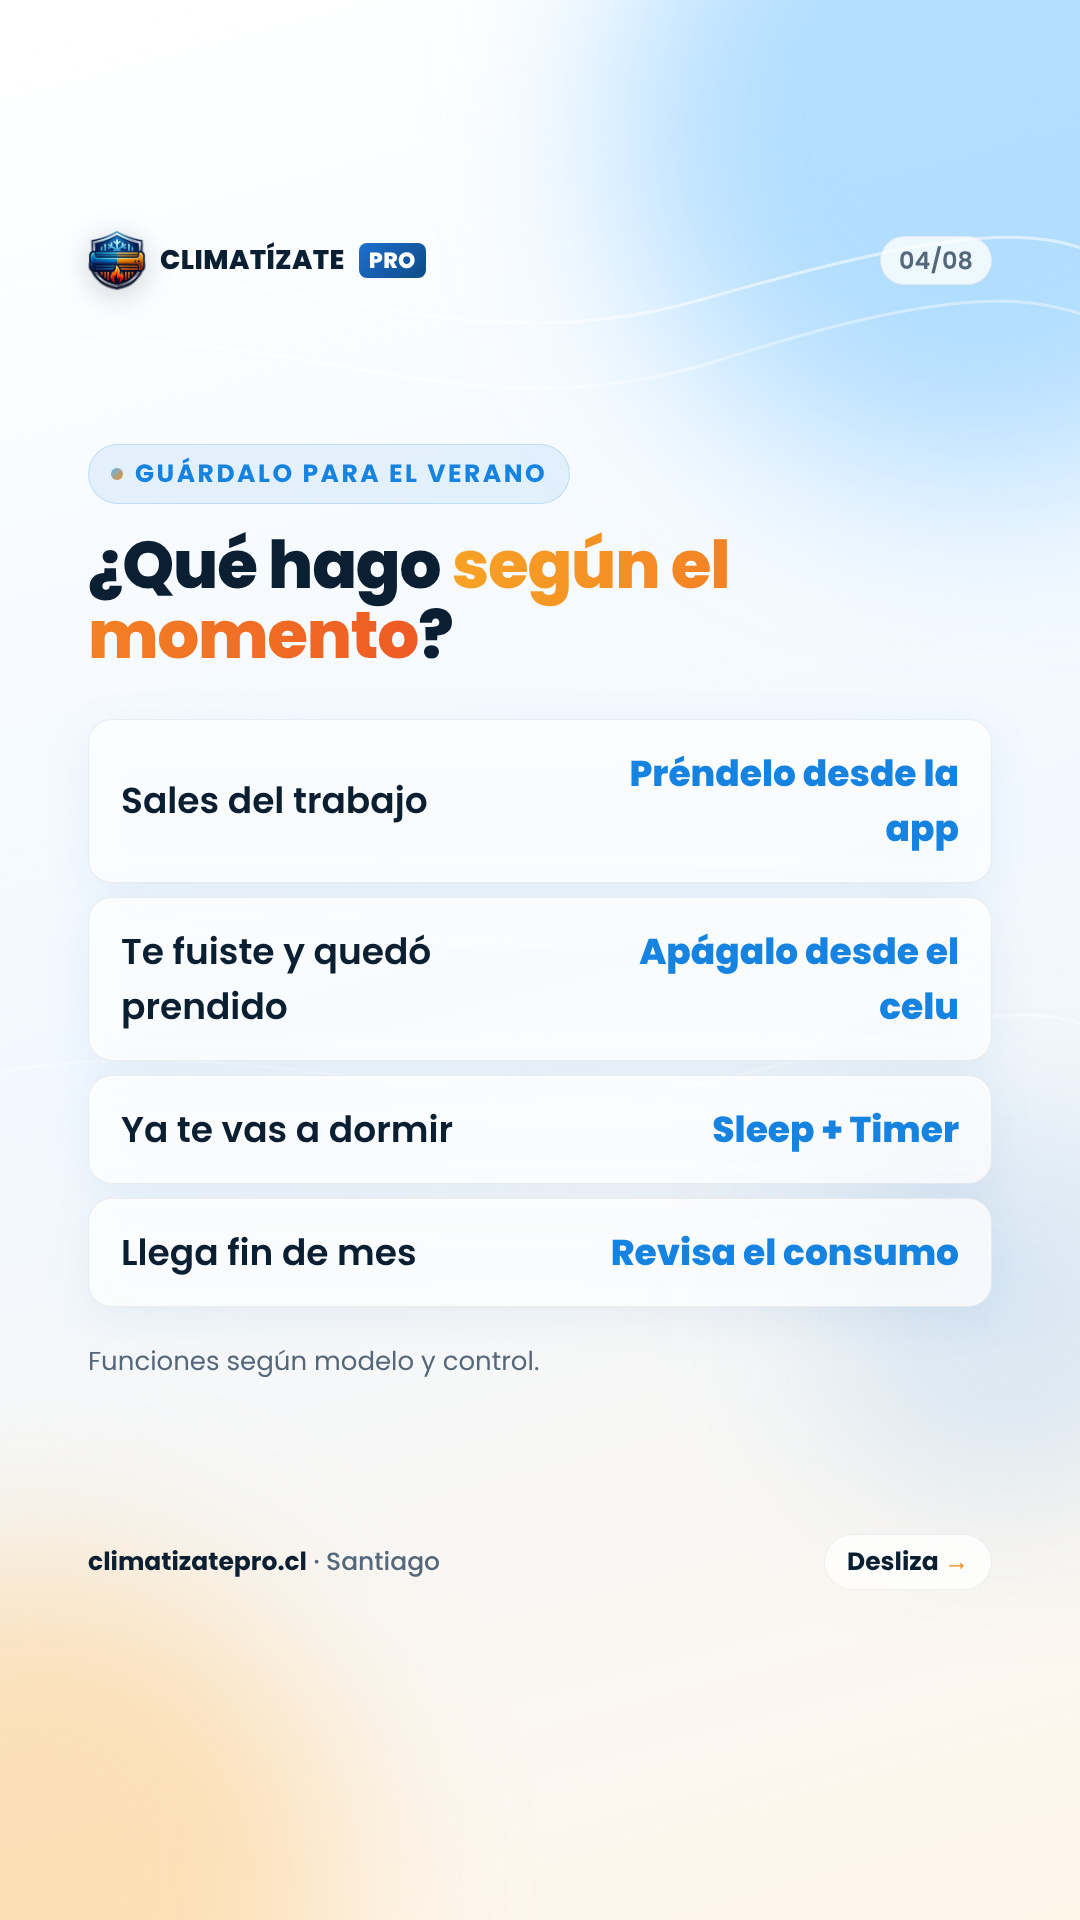 CLIMATÍZATE PRO
04/08
GUÁRDALO PARA EL VERANO
¿Qué hago según el
momento?
Sales del trabajo
Préndelo desde la
app
Te fuiste y quedó
prendido
Apágalo desde el
celu
Ya te vas a dormir
Sleep + Timer
Llega fin de mes
Revisa el consumo
Funciones según modelo y control.
climatizatepro.cl · Santiago
Desliza →